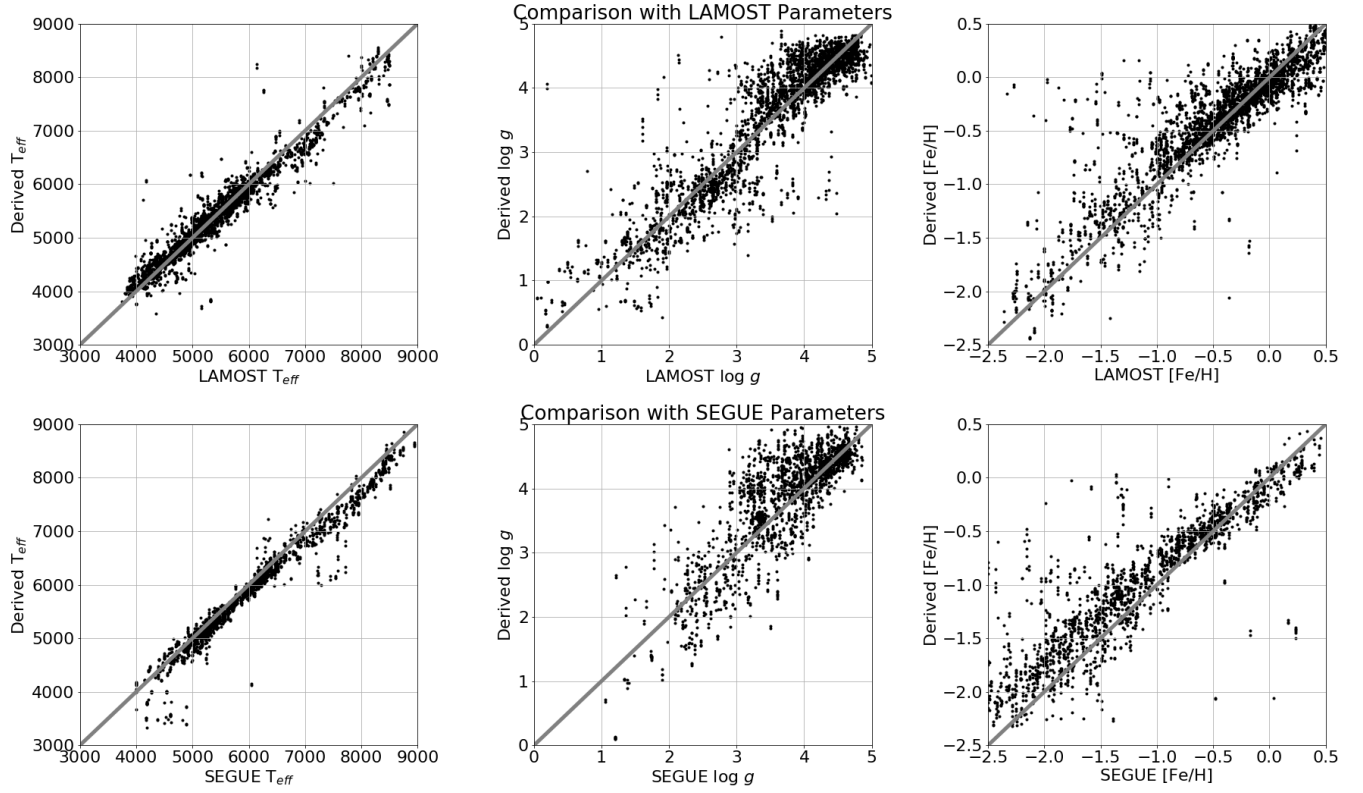 Comparison with LAMOST Parameters
9000
8000
7000
6000
5000
4000
3000
Derived T_eff
3000 4000 5000 6000 7000 8000 9000
LAMOST T_eff
5
4
3
2
1
0
Derived log g
0 1 2 3 4 5
LAMOST log g
0.5
0.0
−0.5
−1.0
−1.5
−2.0
−2.5
Derived [Fe/H]
−2.5 −2.0 −1.5 −1.0 −0.5 0.0 0.5
LAMOST [Fe/H]
Comparison with SEGUE Parameters
9000
8000
7000
6000
5000
4000
3000
Derived T_eff
3000 4000 5000 6000 7000 8000 9000
SEGUE T_eff
5
4
3
2
1
0
Derived log g
0 1 2 3 4 5
SEGUE log g
0.5
0.0
−0.5
−1.0
−1.5
−2.0
−2.5
Derived [Fe/H]
−2.5 −2.0 −1.5 −1.0 −0.5 0.0 0.5
SEGUE [Fe/H]